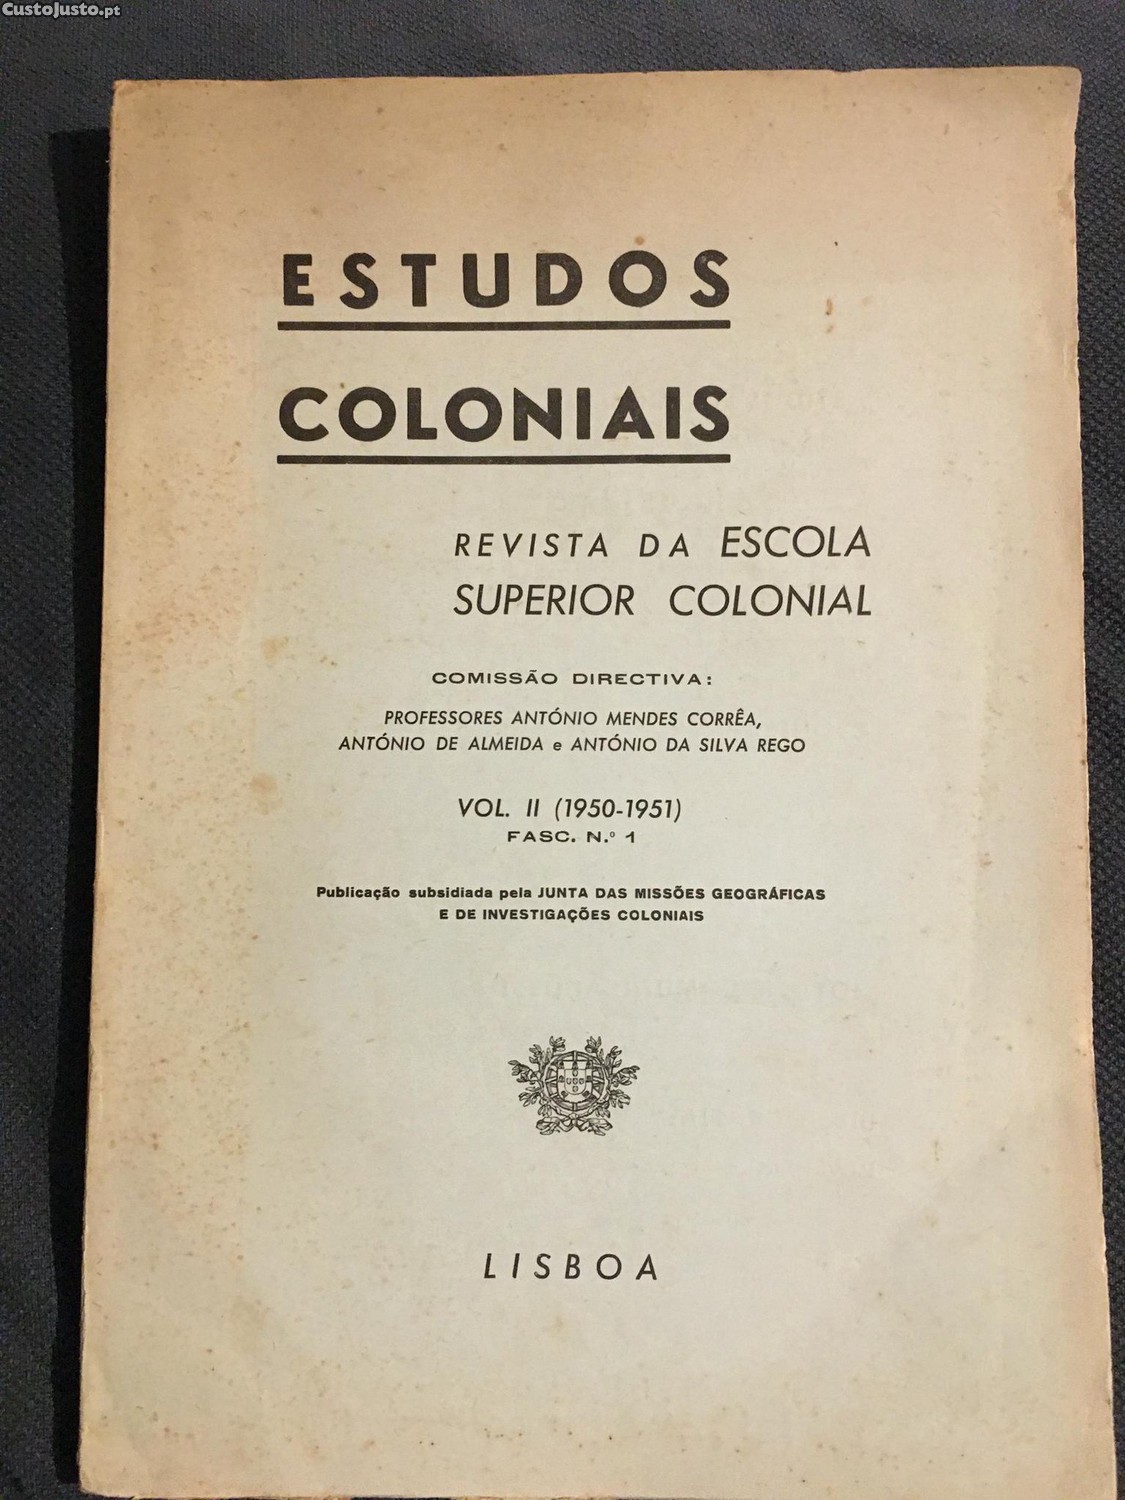 CustoJusto.pt
ESTUDOS
COLONIAIS
REVISTA DA ESCOLA
SUPERIOR COLONIAL
COMISSÃO DIRECTIVA:
PROFESSORES ANTÓNIO MENDES CORRÊA,
ANTÓNIO DE ALMEIDA e ANTÓNIO DA SILVA REGO
VOL. II (1950-1951)
FASC. N.º 1
Publicação subsidiada pela JUNTA DAS MISSÕES GEOGRÁFICAS
E DE INVESTIGAÇÕES COLONIAIS
LISBOA